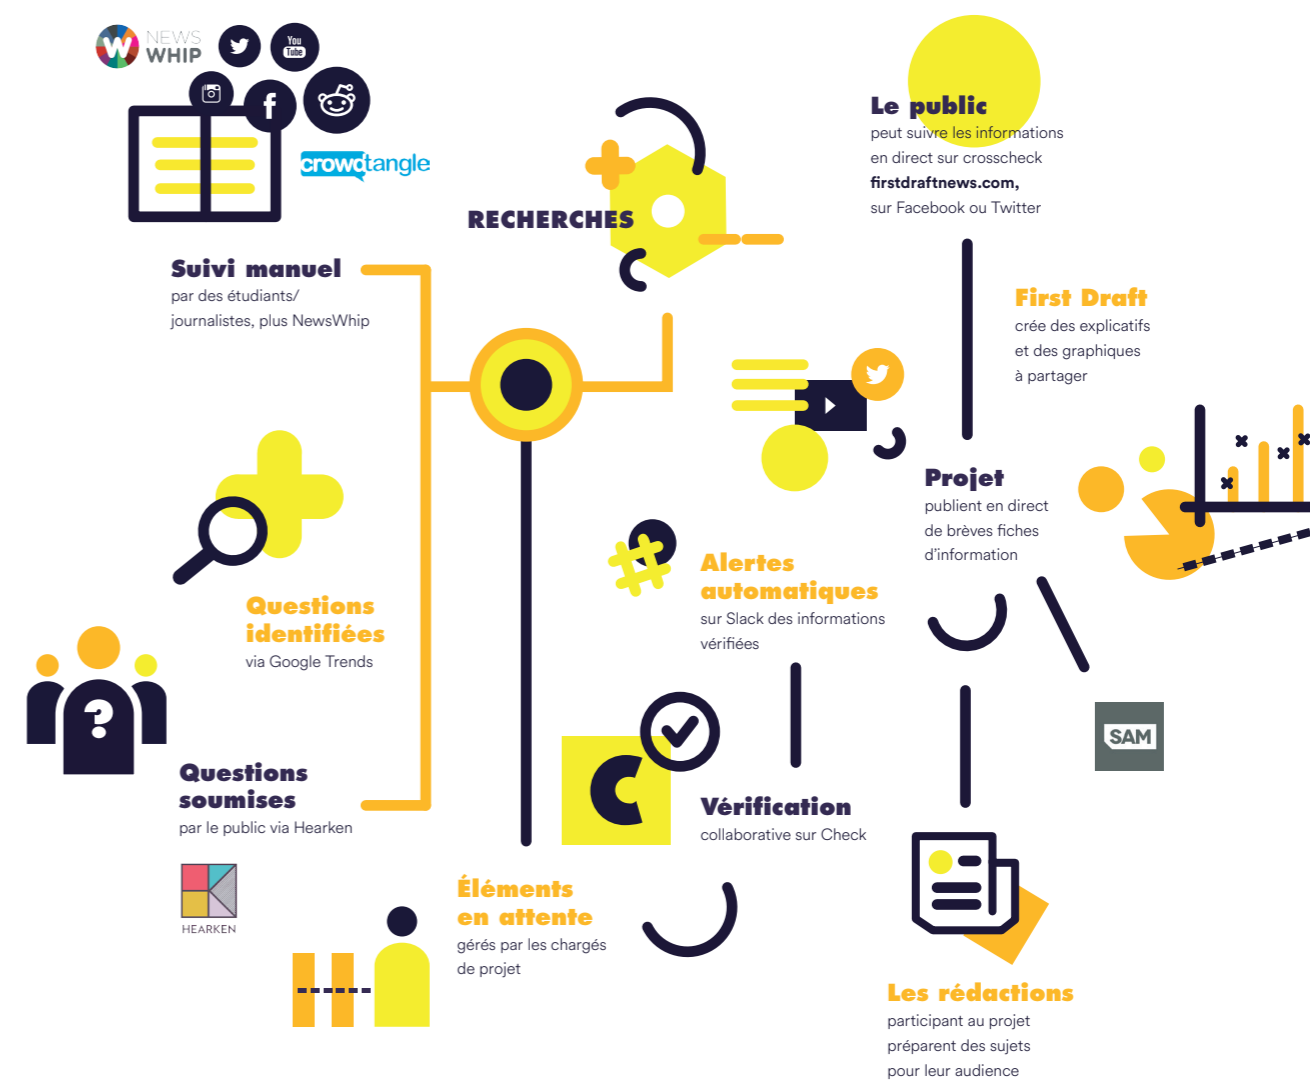 NEWS
WHIP
You
Tube
f
crowdtangle
Suivi manuel
par des étudiants/
journalistes, plus NewsWhip
RECHERCHES
Le public
peut suivre les informations
en direct sur crosscheck
firstdraftnews.com,
sur Facebook ou Twitter
First Draft
crée des explicatifs
et des graphiques
à partager
Projet
publient en direct
de brèves fiches
d'information
Alertes
automatiques
sur Slack des informations
vérifiées
Questions
identifiées
via Google Trends
?
Questions
soumises
par le public via Hearken
HEARKEN
C
Vérification
collaborative sur Check
SAM
Éléments
en attente
gérés par les chargés
de projet
Les rédactions
participant au projet
préparent des sujets
pour leur audience